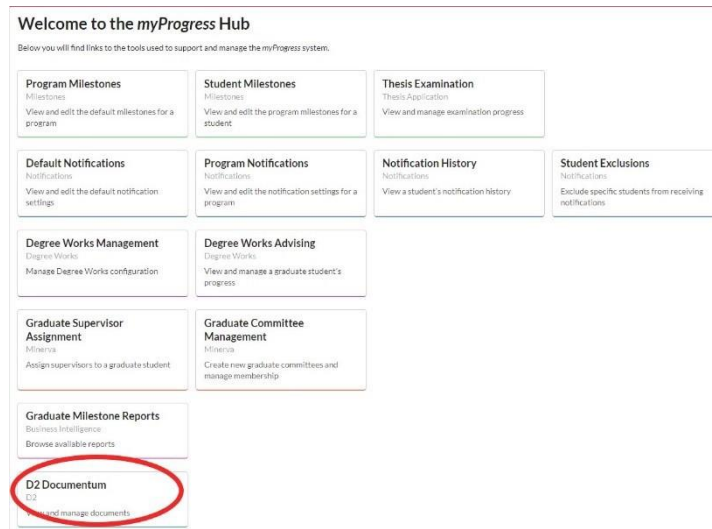 Welcome to the myProgress Hub
Below you will find links to the tools used to support and manage the myProgress system.
Program Milestones
Milestones
View and edit the default milestones for a
program
Student Milestones
Milestones
View and edit the program milestones for a
student
Thesis Examination
Thesis Application
View and manage examination progress
Default Notifications
Notifications
View and edit the default notification
settings
Program Notifications
Notifications
View and edit the notification settings for a
program
Notification History
Notifications
View a student's notification history
Student Exclusions
Notifications
Exclude specific students from receiving
notifications
Degree Works Management
Degree Works
Manage Degree Works configuration
Degree Works Advising
Degree Works
View and manage a graduate student's
progress
Graduate Supervisor
Assignment
Minerva
Assign supervisors to a graduate student
Graduate Committee
Management
Minerva
Create new graduate committees and
manage membership
Graduate Milestone Reports
Business Intelligence
Browse available reports
D2 Documentum
D2
View and manage documents